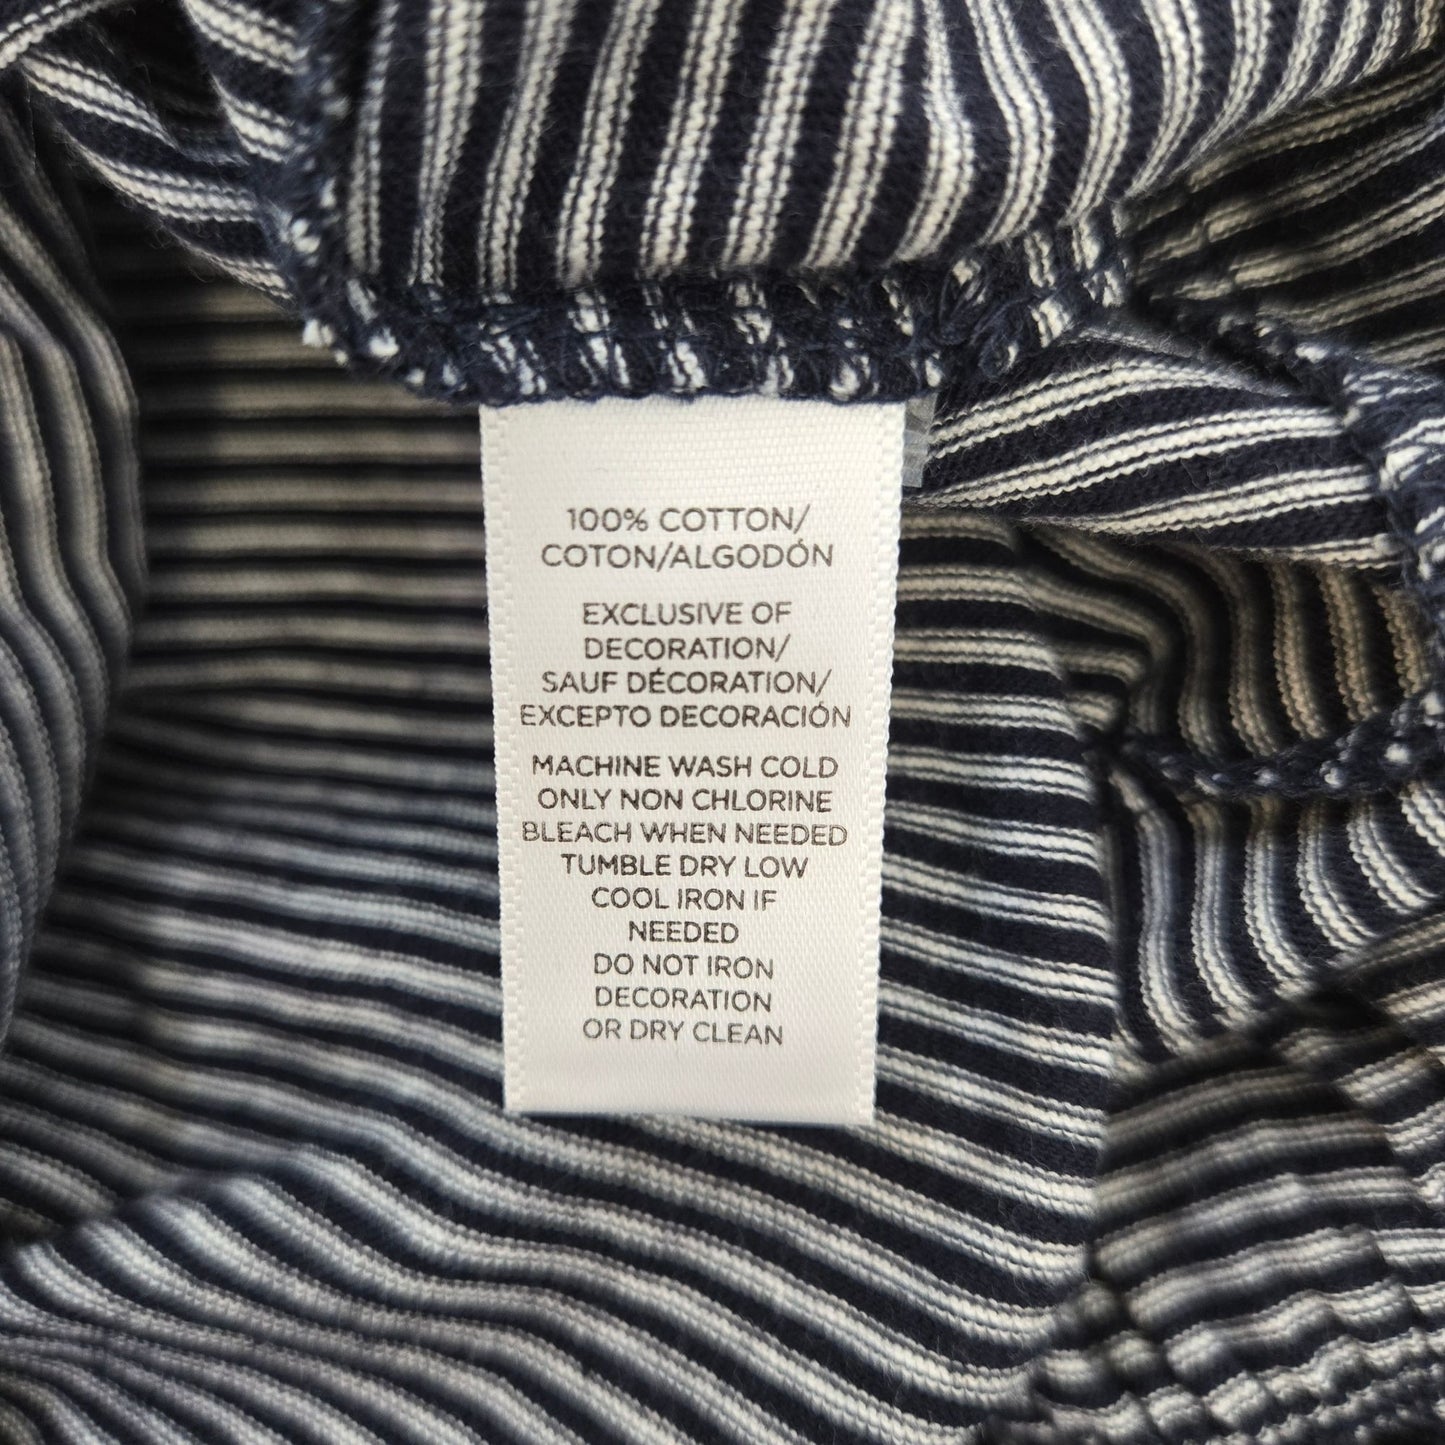 100% COTTON/
COTON/ALGODÓN
EXCLUSIVE OF
DECORATION/
SAUF DÉCORATION/
EXCEPTO DECORACIÓN
MACHINE WASH COLD
ONLY NON CHLORINE
BLEACH WHEN NEEDED
TUMBLE DRY LOW
COOL IRON IF
NEEDED
DO NOT IRON
DECORATION
OR DRY CLEAN